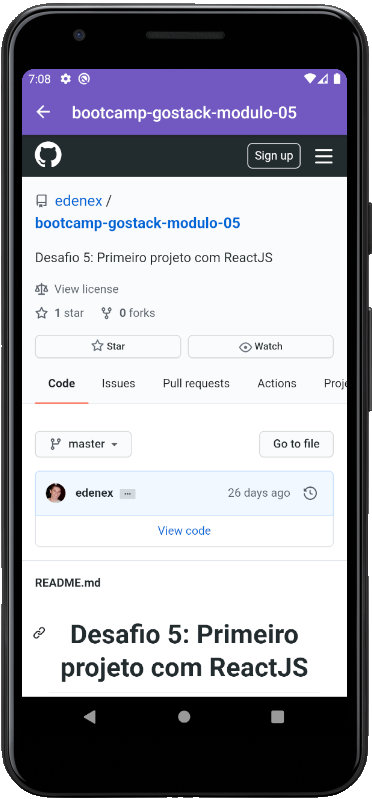 7:08
bootcamp-gostack-modulo-05
Sign up
edenex /
bootcamp-gostack-modulo-05
Desafio 5: Primeiro projeto com ReactJS
View license
1 star
0 forks
Star
Watch
Code
Issues
Pull requests
Actions
Proje
master
Go to file
edenex
26 days ago
View code
README.md
Desafio 5: Primeiro
projeto com ReactJS